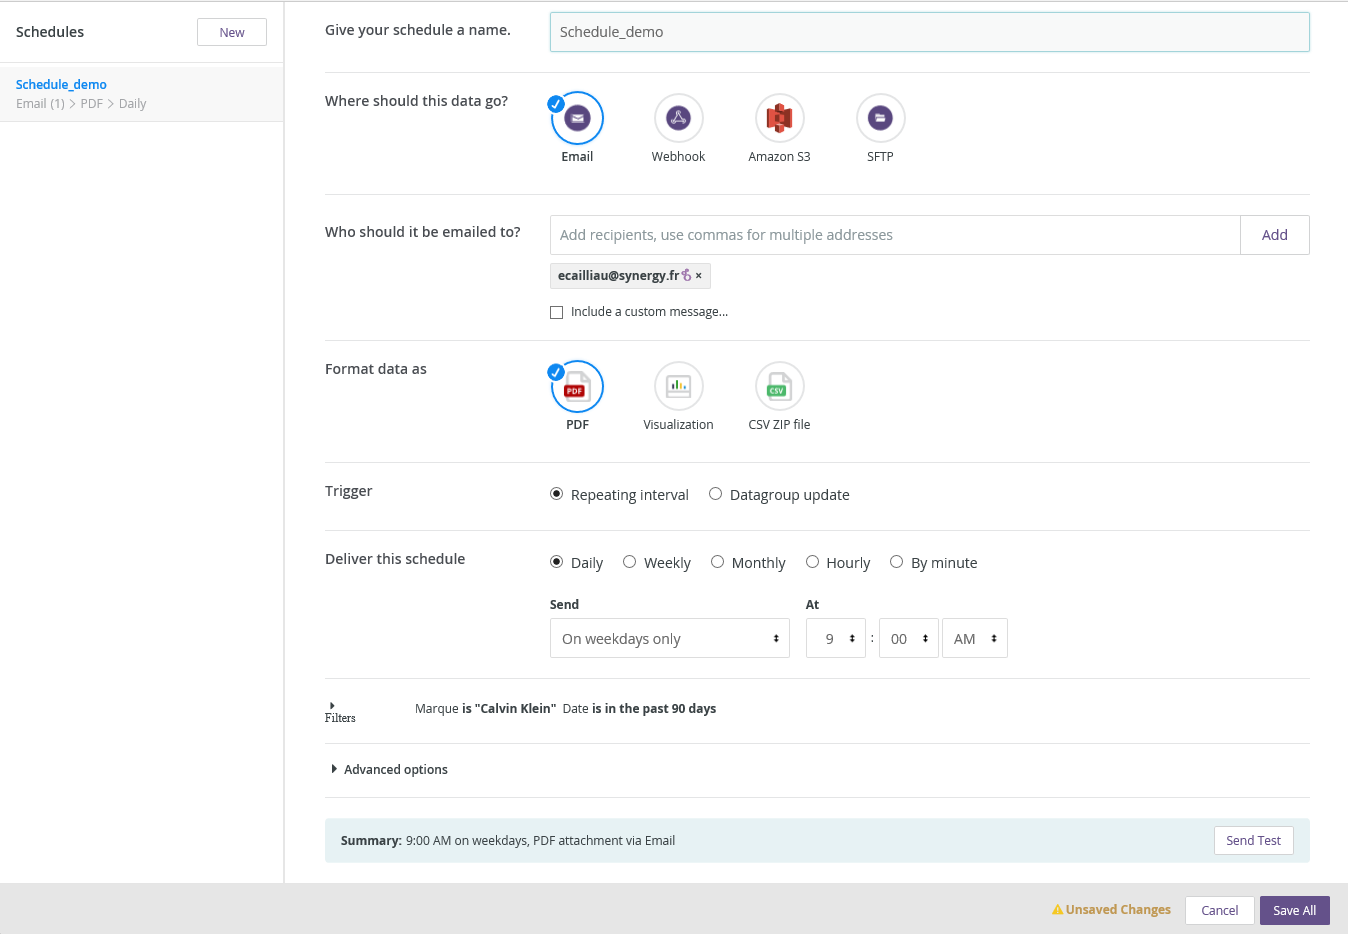 Schedules
New
Schedule_demo
Email (1) > PDF > Daily
Give your schedule a name.
Schedule_demo
Where should this data go?
Email
Webhook
Amazon S3
SFTP
Who should it be emailed to?
Add recipients, use commas for multiple addresses
Add
ecailliau@synergy.fr ×
Include a custom message...
Format data as
PDF
CSV
PDF
Visualization
CSV ZIP file
Trigger
Repeating interval
Datagroup update
Deliver this schedule
Daily
Weekly
Monthly
Hourly
By minute
Send
At
On weekdays only
9 : 00 AM
Filters
Marque is "Calvin Klein" Date is in the past 90 days
Advanced options
Summary: 9:00 AM on weekdays, PDF attachment via Email
Send Test
Unsaved Changes
Cancel
Save All